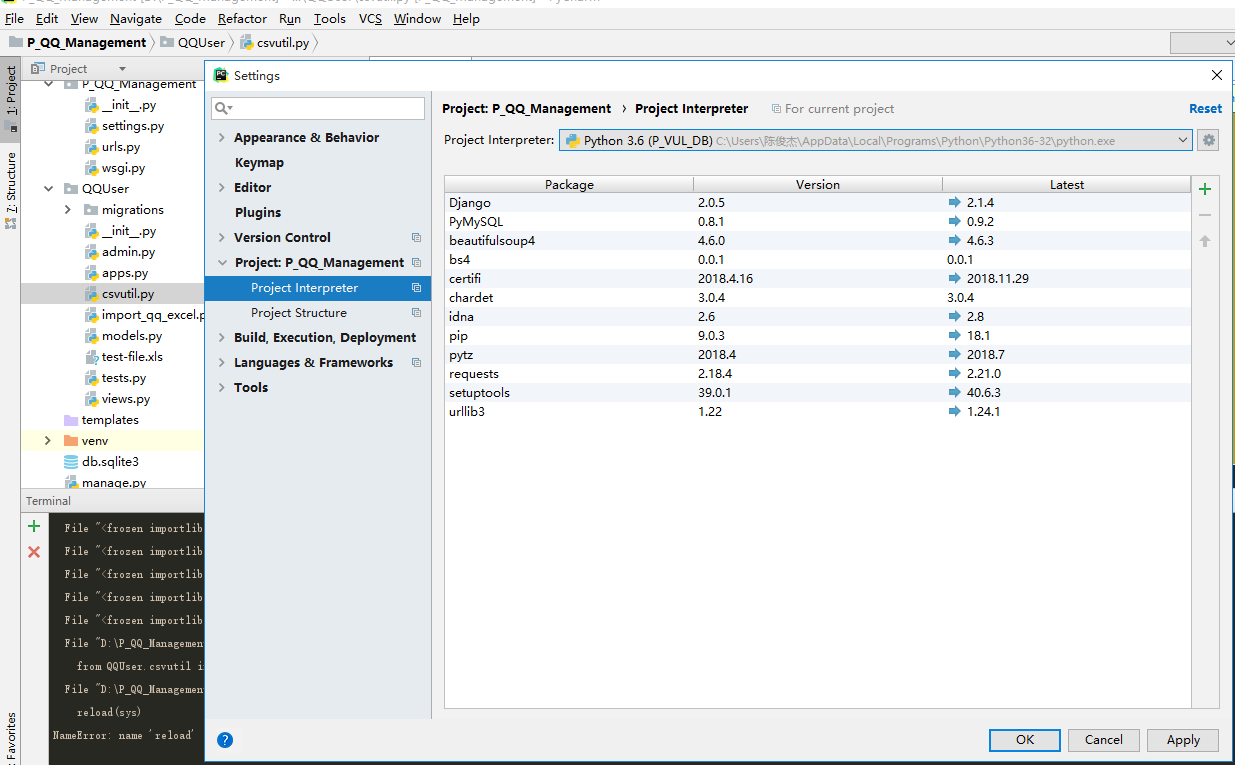 File Edit View Navigate Code Refactor Run Tools VCS Window Help
P_QQ_Management QQUser csvutil.py
1: Project
Z: Structure
Favorites
Project
P_QQ_Management
__init__.py
settings.py
urls.py
wsgi.py
QQUser
migrations
__init__.py
admin.py
apps.py
csvutil.py
import_qq_excel.p
models.py
test-file.xls
tests.py
views.py
templates
venv
db.sqlite3
manage.py
Terminal
File "<frozen importlib
File "<frozen importlib
File "<frozen importlib
File "<frozen importlib
File "<frozen importlib
File "D:\P_QQ_Management
from QQUser.csvutil i
File "D:\P_QQ_Management
reload(sys)
NameError: name 'reload'
Settings
Appearance & Behavior
Keymap
Editor
Plugins
Version Control
Project: P_QQ_Management
Project Interpreter
Project Structure
Build, Execution, Deployment
Languages & Frameworks
Tools
Project: P_QQ_Management › Project Interpreter For current project Reset
Project Interpreter: Python 3.6 (P_VUL_DB) C:\Users\陈俊杰\AppData\Local\Programs\Python\Python36-32\python.exe
Package Version Latest
Django 2.0.5 2.1.4
PyMySQL 0.8.1 0.9.2
beautifulsoup4 4.6.0 4.6.3
bs4 0.0.1 0.0.1
certifi 2018.4.16 2018.11.29
chardet 3.0.4 3.0.4
idna 2.6 2.8
pip 9.0.3 18.1
pytz 2018.4 2018.7
requests 2.18.4 2.21.0
setuptools 39.0.1 40.6.3
urllib3 1.22 1.24.1
OK Cancel Apply